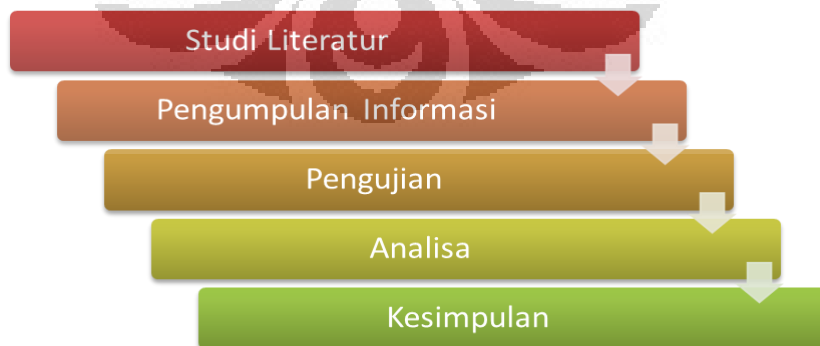 Studi Literatur
Pengumpulan Informasi
Pengujian
Analisa
Kesimpulan